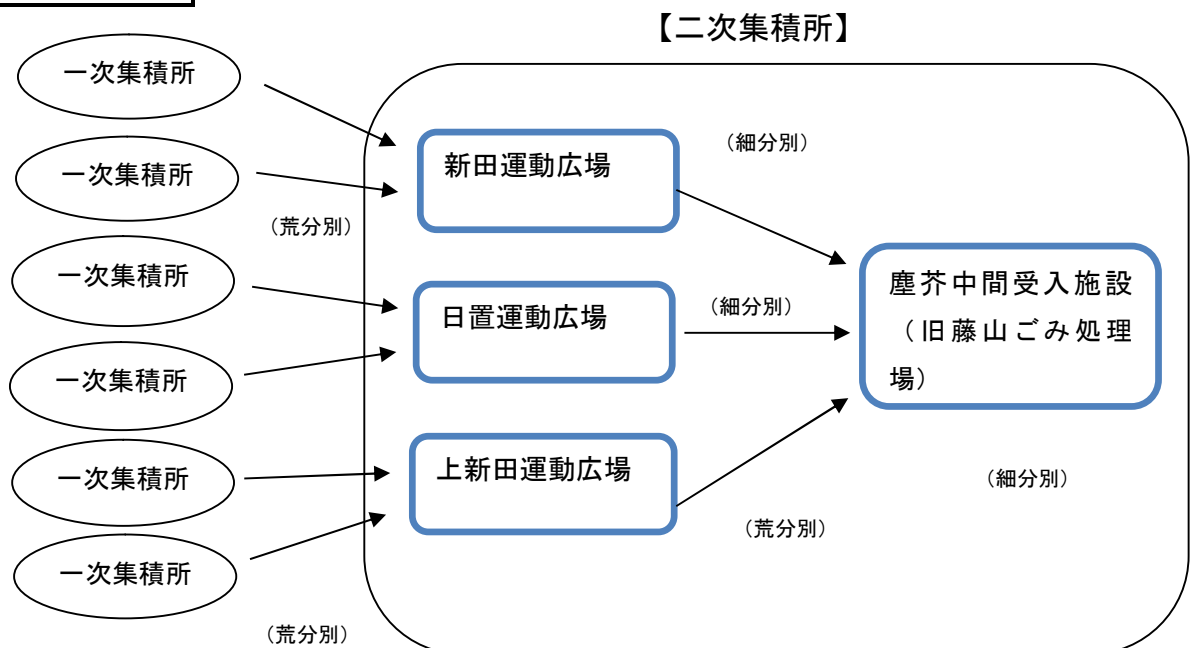 【二次集積所】
一次集積所
一次集積所
(荒分別)
一次集積所
一次集積所
一次集積所
一次集積所
(荒分別)
新田運動広場
(細分別)
日置運動広場
(細分別)
上新田運動広場
(荒分別)
塵芥中間受入施設
（旧藤山ごみ処理
場）
(細分別)